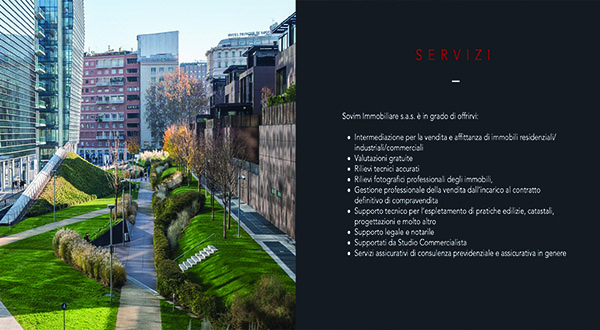 SERVIZI
Sovim Immobiliare s.a.s. è in grado di offrirvi:
• Intermediazione per la vendita e affittanza di immobili residenziali/
industriali/commerciali
• Valutazioni gratuite
• Rilievi tecnici accurati
• Rilievi fotografici professionali degli immobili,
• Gestione professionale della vendita dall'incarico al contratto
definitivo di compravendita
• Supporto tecnico per l'espletamento di pratiche edilizie, catastali,
progettazioni e molto altro
• Supporto legale e notarile
• Supportati da Studio Commercialista
• Servizi assicurativi di consulenza previdenziale e assicurativa in genere